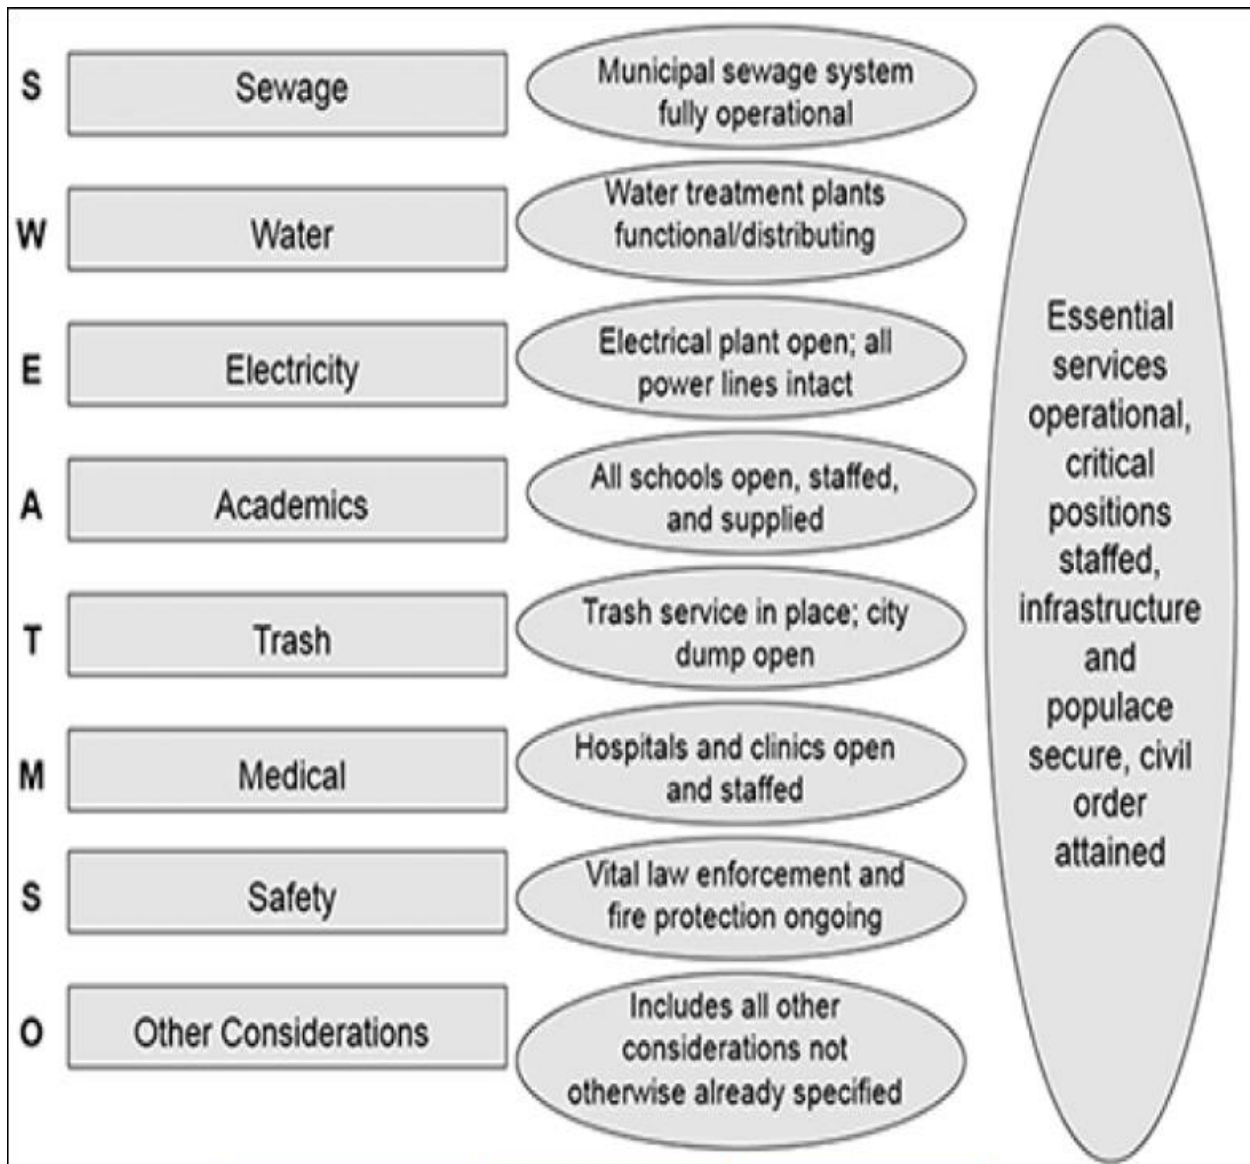 S
Sewage
Municipal sewage system
fully operational
W
Water
Water treatment plants
functional/distributing
E
Electricity
Electrical plant open; all
power lines intact
A
Academics
All schools open, staffed,
and supplied
T
Trash
Trash service in place; city
dump open
M
Medical
Hospitals and clinics open
and staffed
S
Safety
Vital law enforcement and
fire protection ongoing
O
Other Considerations
Includes all other
considerations not
otherwise already specified
Essential
services
operational,
critical
positions
staffed,
infrastructure
and
populace
secure, civil
order
attained